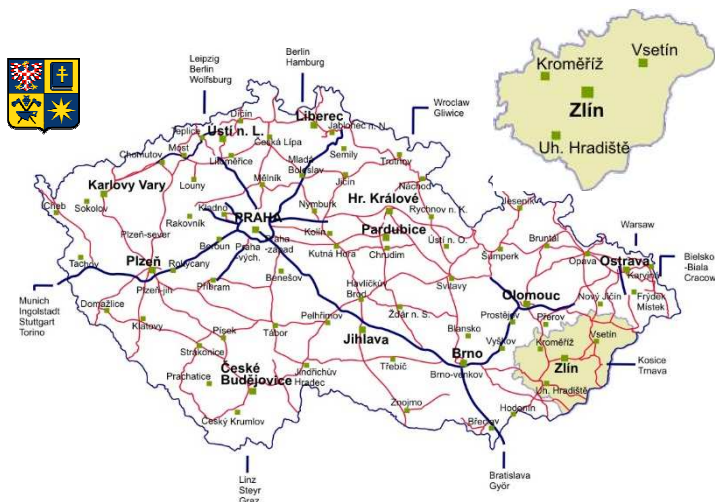 Leipzig
Berlin
Wolfsburg
Berlin
Hamburg
Wroclaw
Gliwice
Kroměříž
Vsetín
Zlín
Uh. Hradiště
Děčín
Liberec
Jablonec n. N.
Teplice
Ústí n. L.
Česká Lípa
Most
Chomutov
Litoměřice
Mladá
Boleslav
Semily
Trutnov
Karlovy Vary
Louny
Mělník
Jičín
Náchod
Cheb
Sokolov
Kladno
Nymburk
Hr. Králové
Rychnov n. K.
Jeseník
Rakovník
PRAHA
Kolín
Pardubice
Warsaw
Plzeň-sever
Beroun
Praha
-vých.
Praha
-západ
Kutná Hora
Chrudim
Ústí n. O.
Šumperk
Bruntál
Opava
Ostrava
Karviná
Bielsko
-Biala
Cracow
Tachov
Plzeň
Rokycany
Benešov
Havlíčkův
Brod
Svitavy
Olomouc
Nový Jičín
Frýdek
Místek
Munich
Ingolstadt
Stuttgart
Torino
Plzeň-jih
Příbram
Domažlice
Klatovy
Písek
Tábor
Pelhřimov
Žďár n. S.
Blansko
Prostějov
Přerov
Strakonice
Jihlava
Vyškov
Kroměříž
Vsetín
Prachatice
České
Budějovice
Jindřichův
Hradec
Třebíč
Brno
Brno-venkov
Zlín
Kosice
Trnava
Uh. Hradiště
Český Krumlov
Znojmo
Hodonín
Břeclav
Linz
Steyr
Graz
Bratislava
Györ